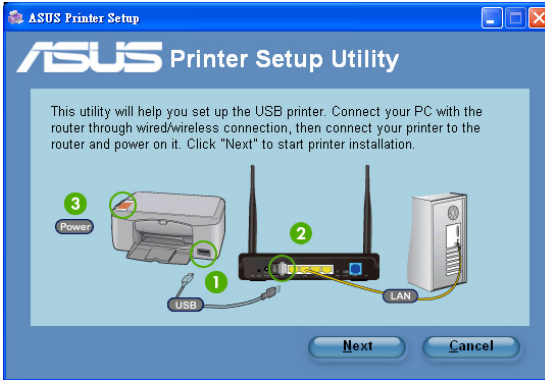 ASUS Printer Setup
ASUS Printer Setup Utility
This utility will help you set up the USB printer. Connect your PC with the
router through wired/wireless connection, then connect your printer to the
router and power on it. Click "Next" to start printer installation.
3
Power
2
1
USB
LAN
Next
Cancel